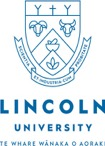 LINCOLN
UNIVERSITY
TE WHARE WĀNAKA O AORAKI